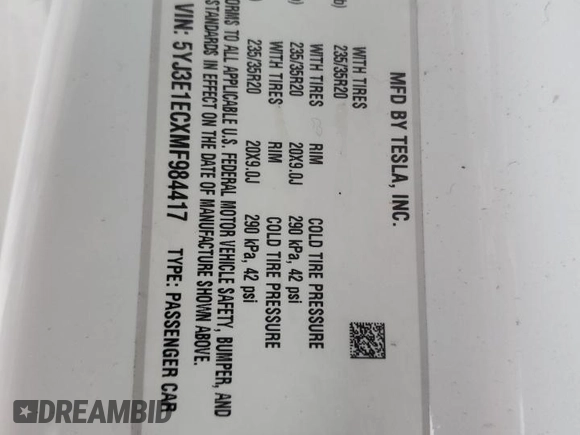 MFD BY TESLA, INC.
b)
WITH TIRES
235/35R20
) WITH TIRES RIM COLD TIRE PRESSURE
235/35R20 20X9.0J 290 kPa, 42 psi
) WITH TIRES RIM COLD TIRE PRESSURE
235/35R20 20X9.0J 290 kPa, 42 psi
ORMS TO ALL APPLICABLE U.S. FEDERAL MOTOR VEHICLE SAFETY, BUMPER, AND
STANDARDS IN EFFECT ON THE DATE OF MANUFACTURE SHOWN ABOVE.
VIN: 5YJ3E1ECXMF984417 TYPE: PASSENGER CAR
DREAMBID